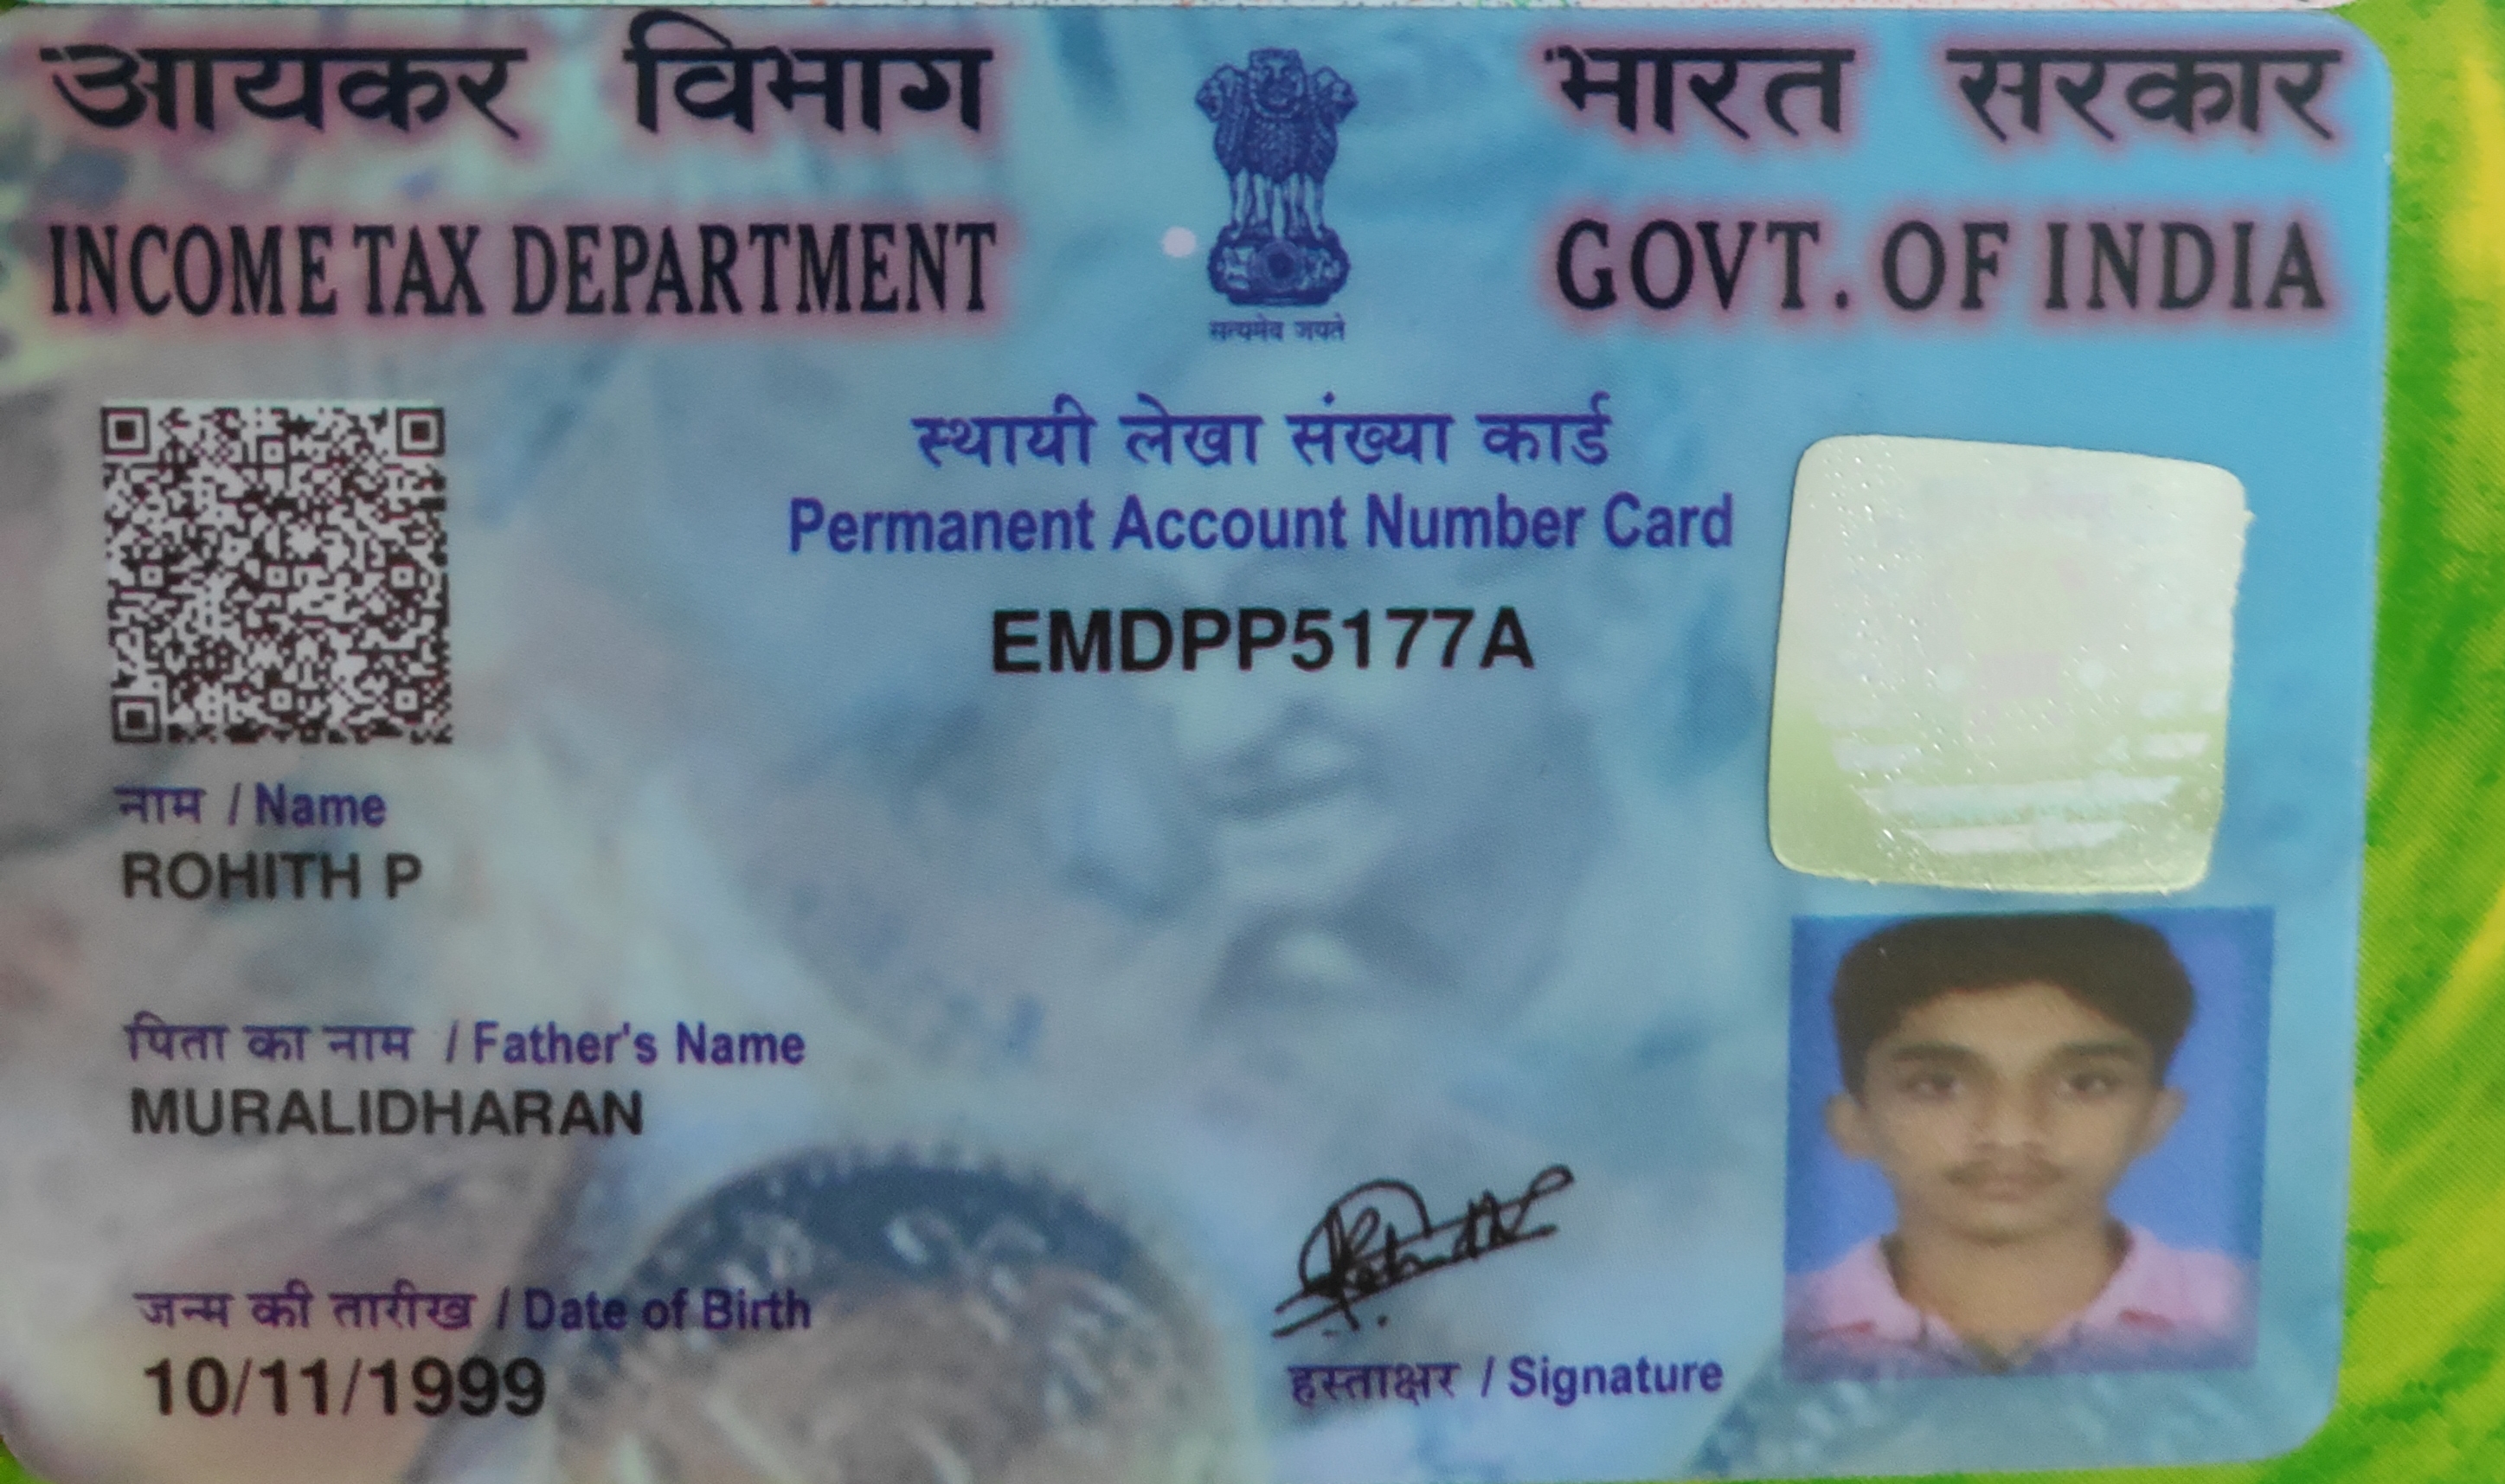 आयकर विभाग
INCOME TAX DEPARTMENT
सत्यमेव जयते
भारत सरकार
GOVT. OF INDIA
स्थायी लेखा संख्या कार्ड
Permanent Account Number Card
EMDPP5177A
नाम / Name
ROHITH P
पिता का नाम / Father's Name
MURALIDHARAN
जन्म की तारीख / Date of Birth
10/11/1999
हस्ताक्षर / Signature